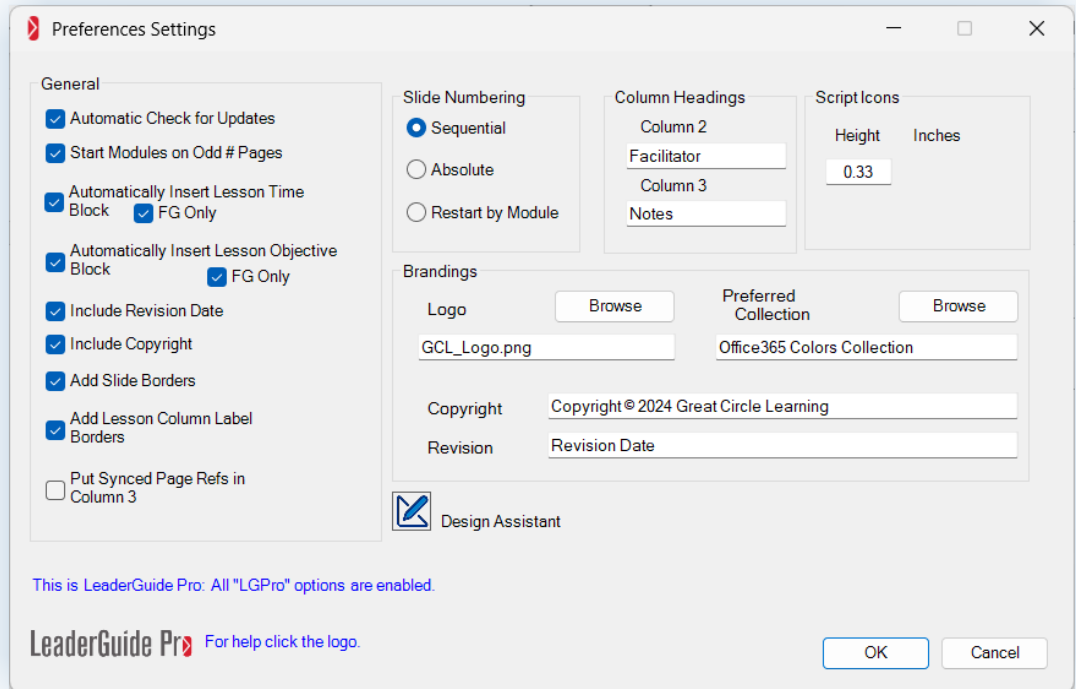 Preferences Settings
General
Automatic Check for Updates
Start Modules on Odd # Pages
Automatically Insert Lesson Time
Block
FG Only
Automatically Insert Lesson Objective
Block
FG Only
Include Revision Date
Include Copyright
Add Slide Borders
Add Lesson Column Label
Borders
Put Synced Page Refs in
Column 3
Slide Numbering
Sequential
Absolute
Restart by Module
Column Headings
Column 2
Facilitator
Column 3
Notes
Script Icons
Height Inches
0.33
Brandings
Logo
Browse
GCL_Logo.png
Preferred
Collection
Browse
Office365 Colors Collection
Copyright
Copyright © 2024 Great Circle Learning
Revision
Revision Date
Design Assistant
This is LeaderGuide Pro: All "LGPro" options are enabled.
LeaderGuide Pro
For help click the logo.
OK
Cancel